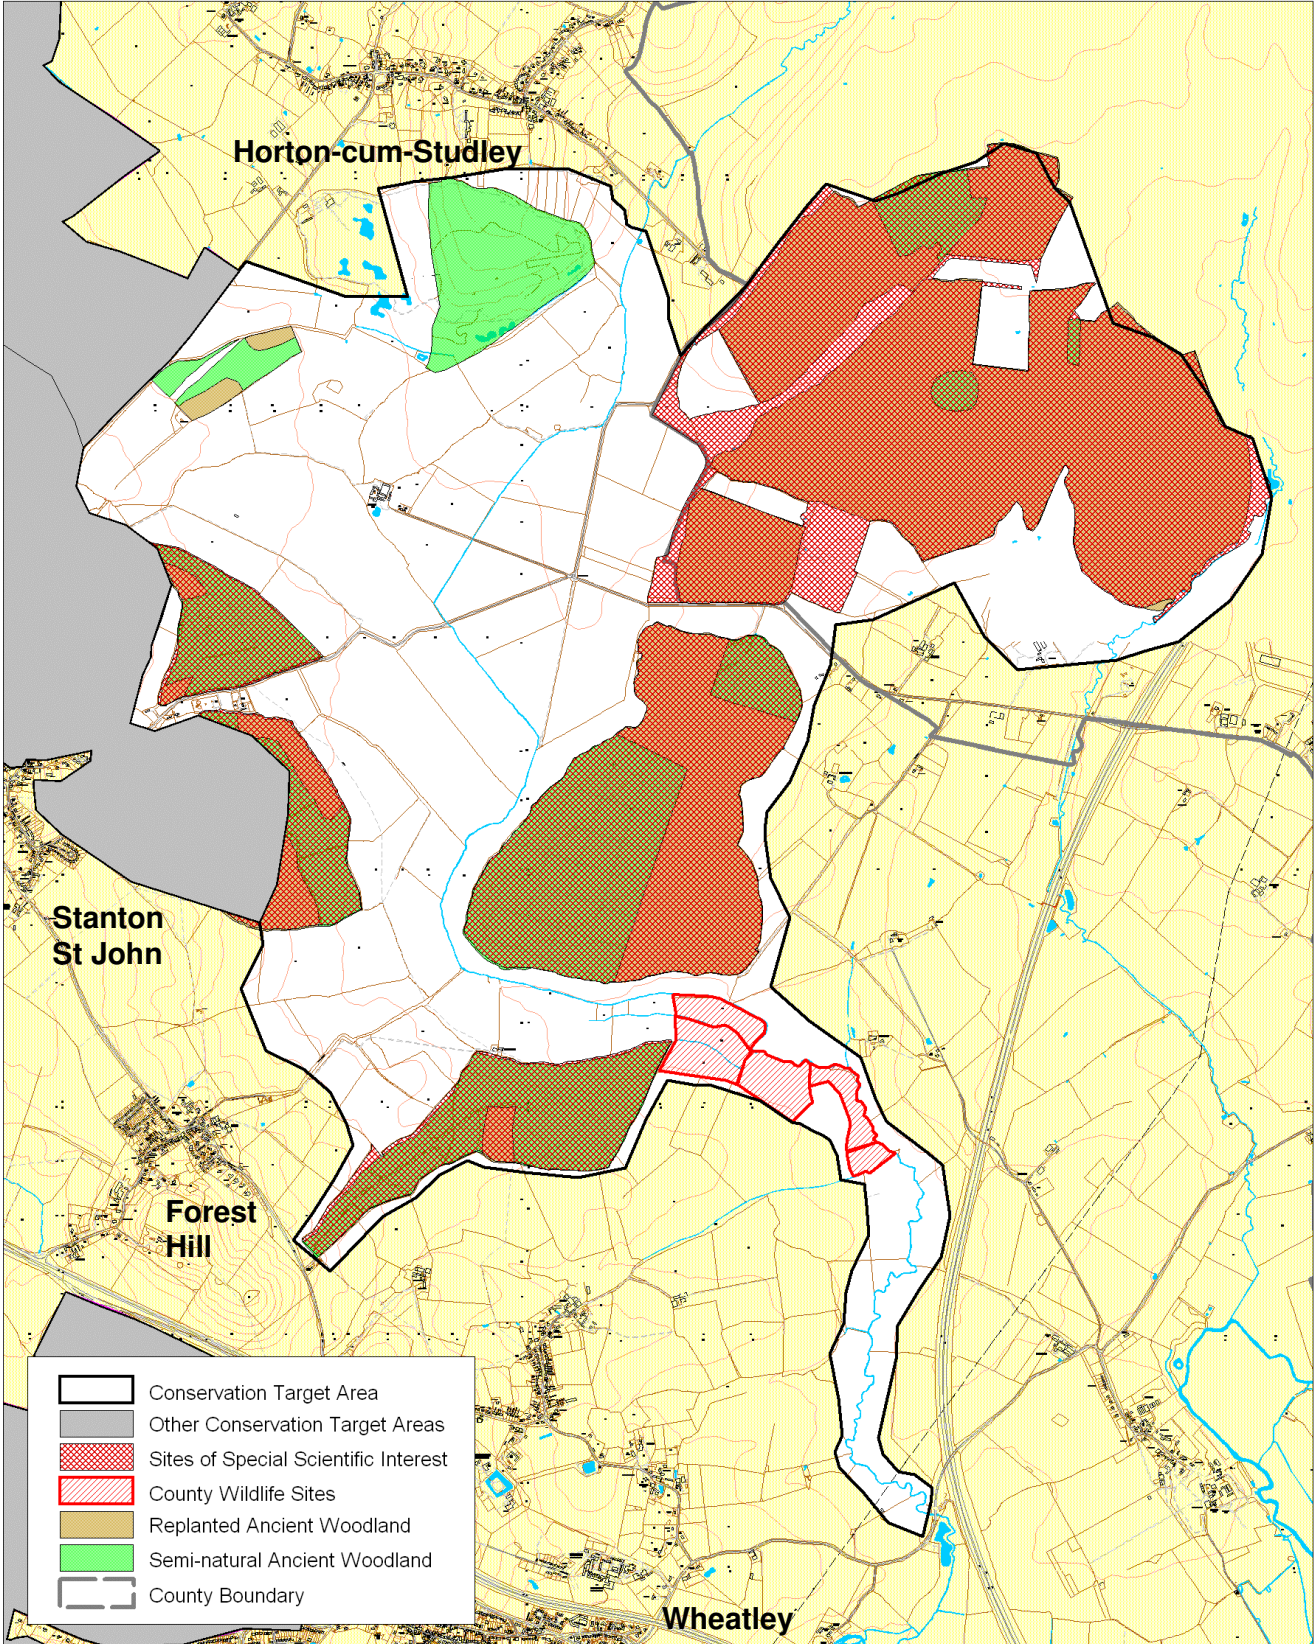 Horton-cum-Studley
Stanton
St John
Forest
Hill
Wheatley
Conservation Target Area
Other Conservation Target Areas
Sites of Special Scientific Interest
County Wildlife Sites
Replanted Ancient Woodland
Semi-natural Ancient Woodland
County Boundary